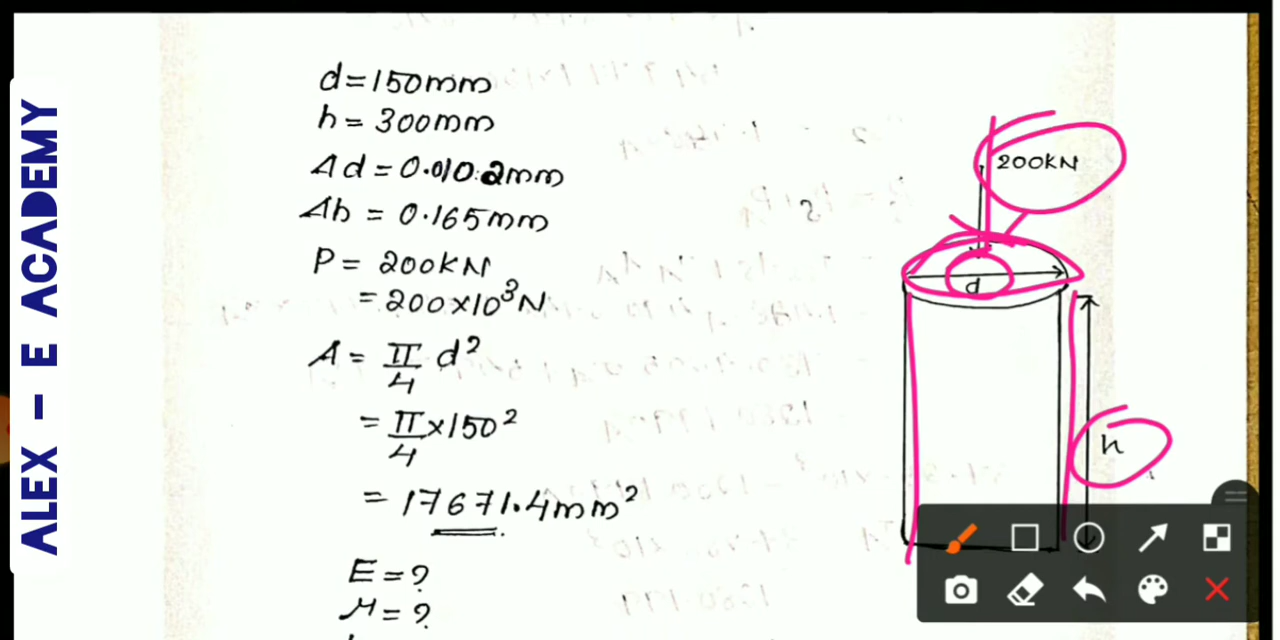 ALEX - E ACADEMY
d=150mm
h = 300mm
Δd = 0.0102mm
Δh = 0.165mm
P = 200KN
= 200×10³N
A = π/4 d²
= π/4 ×150²
= 17671.4mm²
E = ?
μ = ?
200KN
d
h